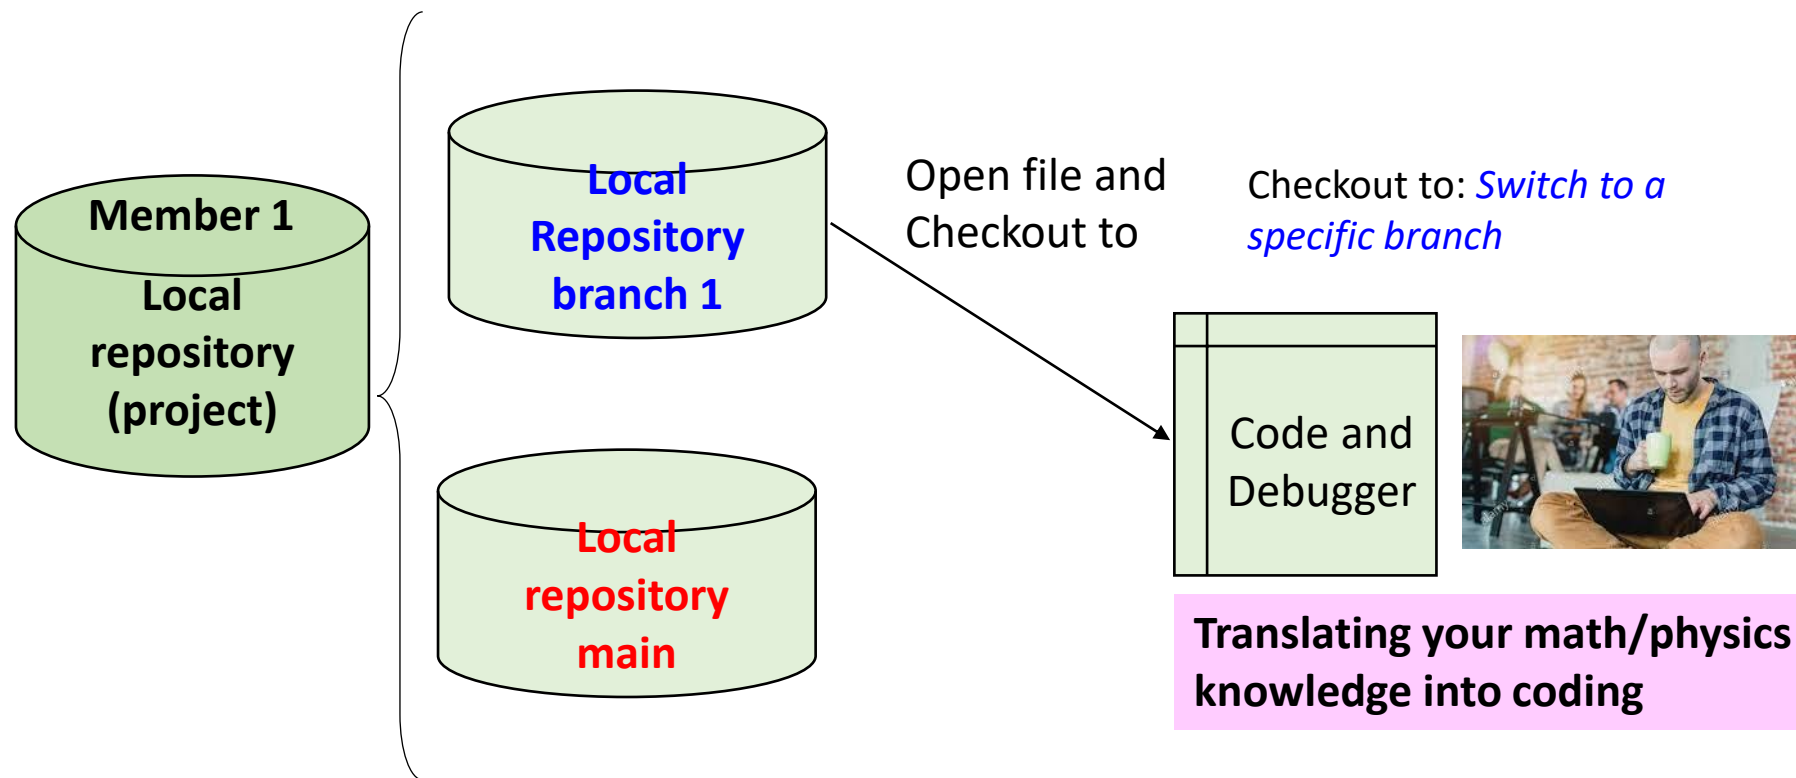 Member 1
Local
repository
(project)
Local
Repository
branch 1
Local
repository
main
Open file and
Checkout to
Checkout to: Switch to a
specific branch
Code and
Debugger
Translating your math/physics
knowledge into coding